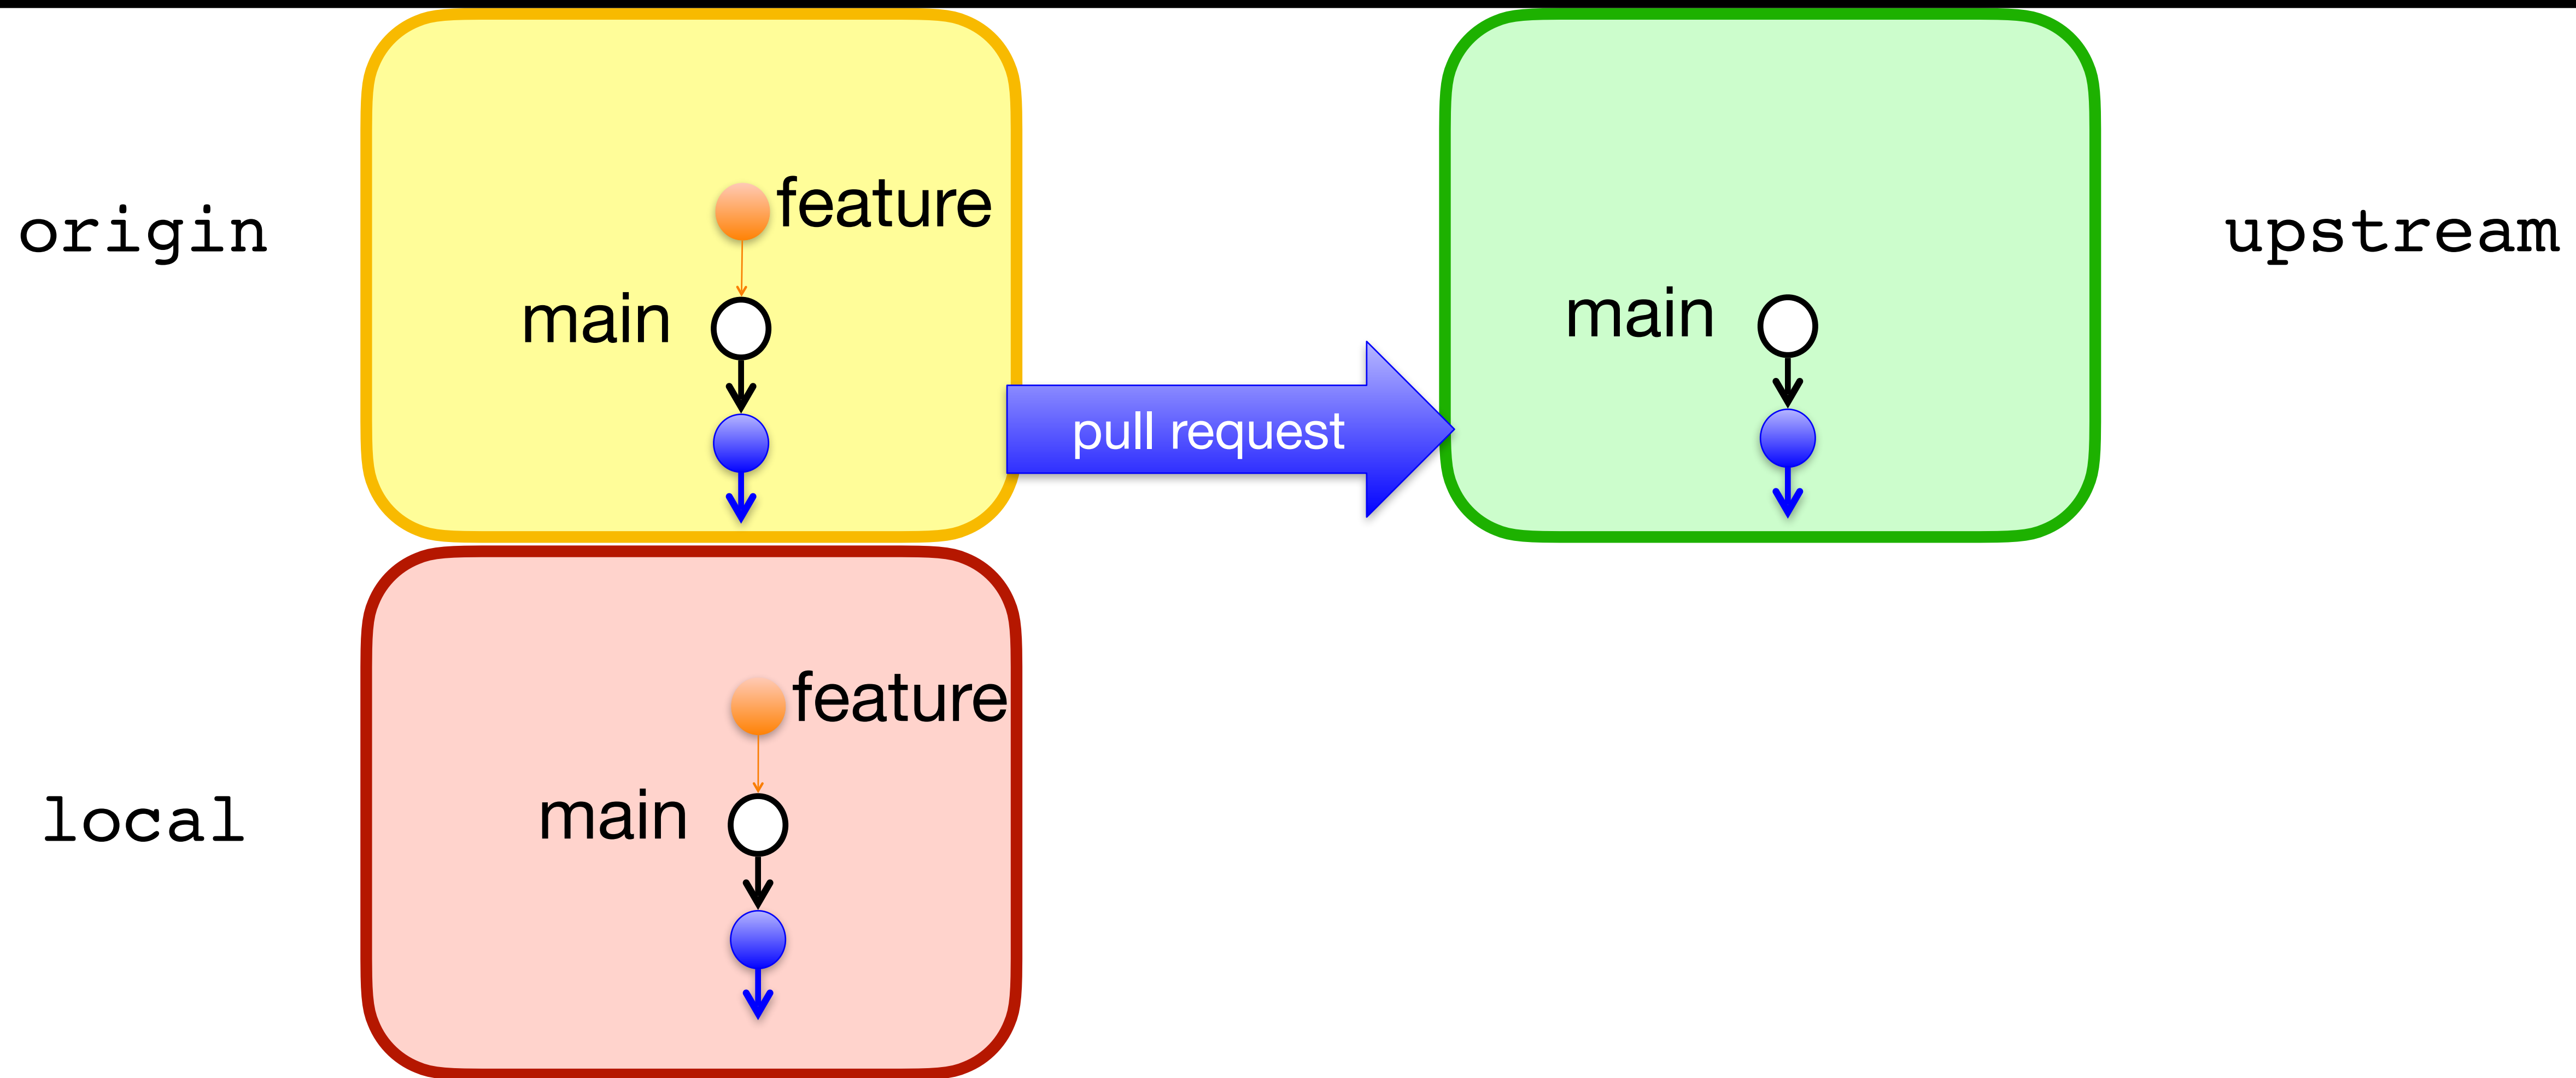 origin
feature
main
pull request
main
upstream
local
feature
main